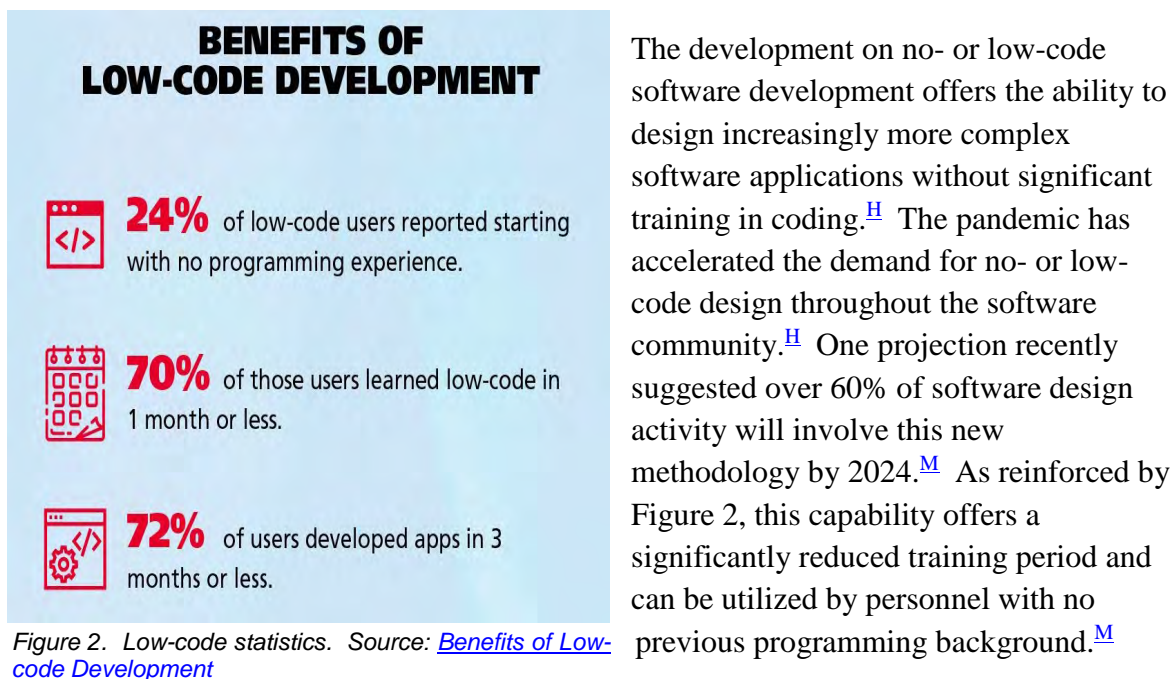 BENEFITS OF
LOW-CODE DEVELOPMENT
24% of low-code users reported starting
with no programming experience.
70% of those users learned low-code in
1 month or less.
72% of users developed apps in 3
months or less.
Figure 2. Low-code statistics. Source: Benefits of Low-
code Development
The development on no- or low-code
software development offers the ability to
design increasingly more complex
software applications without significant
training in coding.H The pandemic has
accelerated the demand for no- or low-
code design throughout the software
community.H One projection recently
suggested over 60% of software design
activity will involve this new
methodology by 2024.M As reinforced by
Figure 2, this capability offers a
significantly reduced training period and
can be utilized by personnel with no
previous programming background.M